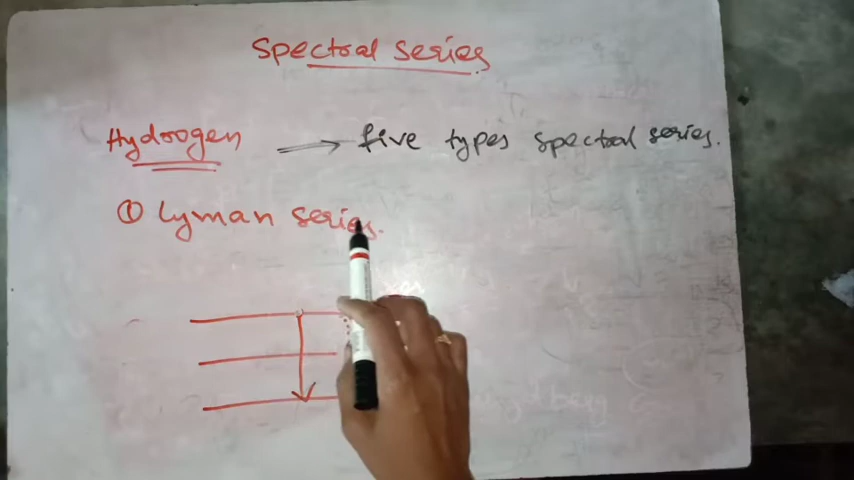 Spectral series
Hydrogen → five types spectral series.
① Lyman series.